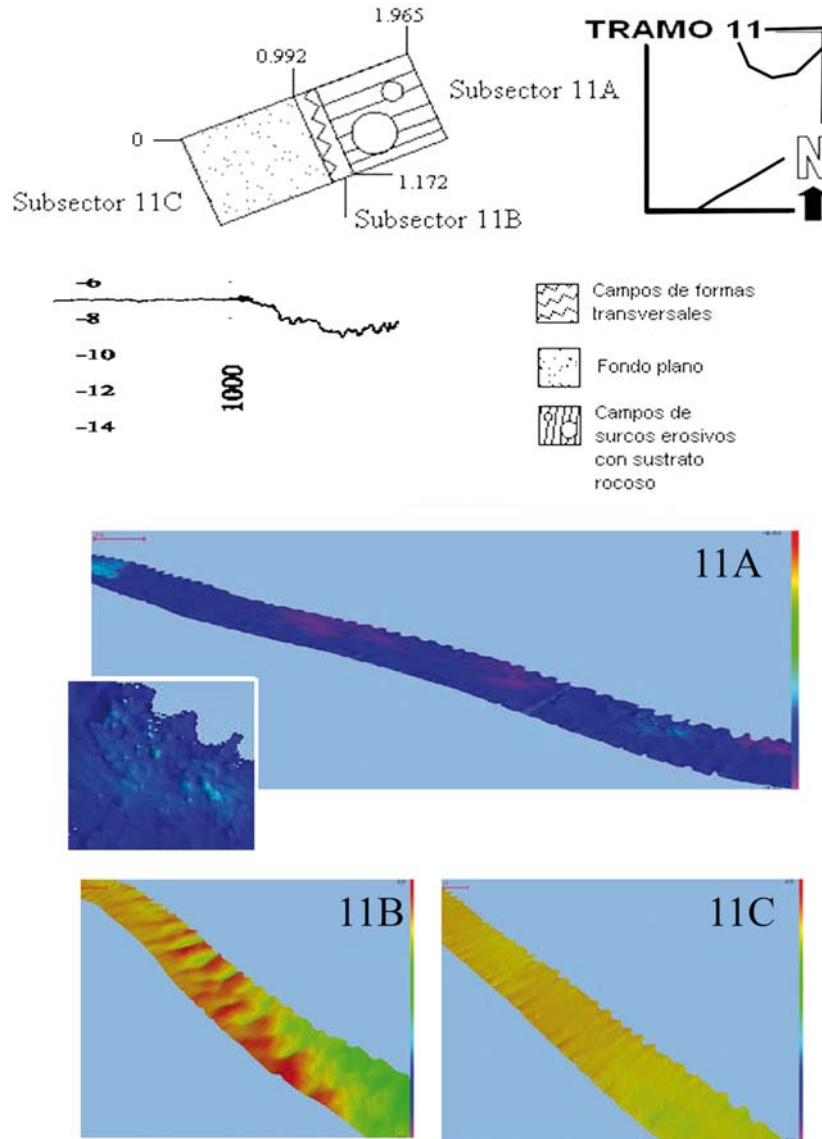 1.965
TRAMO 11
0.992
Subsector 11A
0
1.172
Subsector 11C
Subsector 11B
N
-6
-8
-10
-12
-14
1000
Campos de formas
transversales
Fondo plano
Campos de
surcos erosivos
con sustrato
rocoso
11A
11B
11C